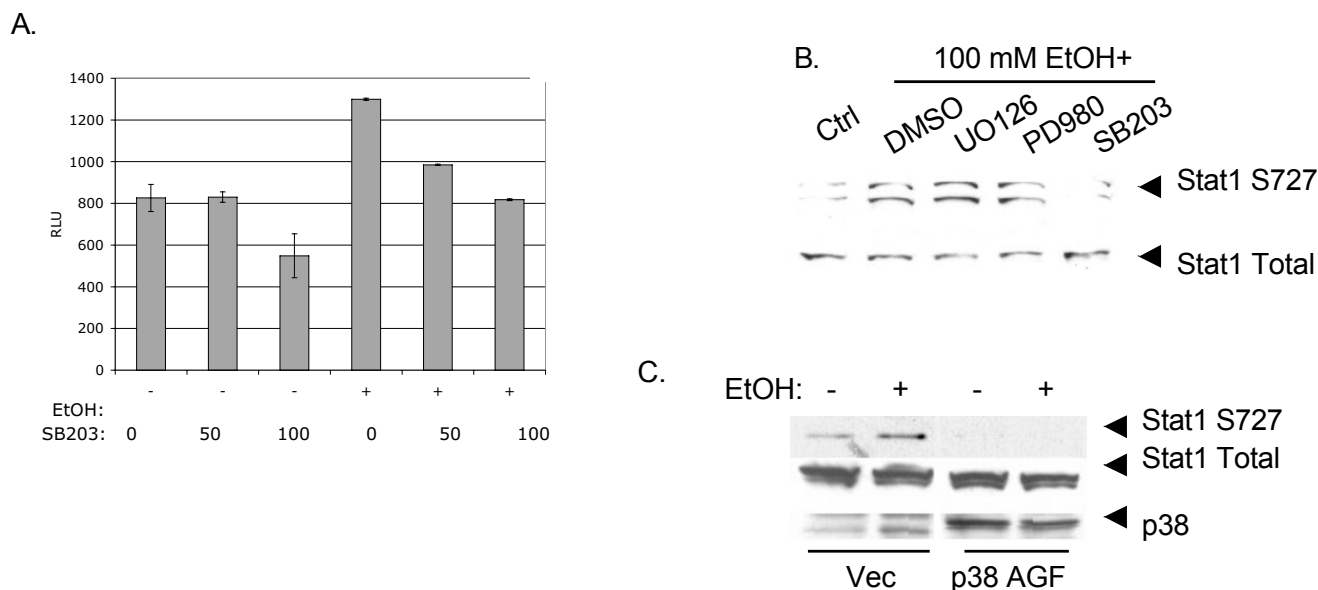 A.
1400
1200
1000
800
600
400
200
0
RLU
- - - + + +
EtOH:
SB203: 0 50 100 0 50 100
B.
100 mM EtOH+
Ctrl DMSO UO126 PD980 SB203
Stat1 S727
Stat1 Total
C.
EtOH: - + - +
Stat1 S727
Stat1 Total
p38
Vec p38 AGF